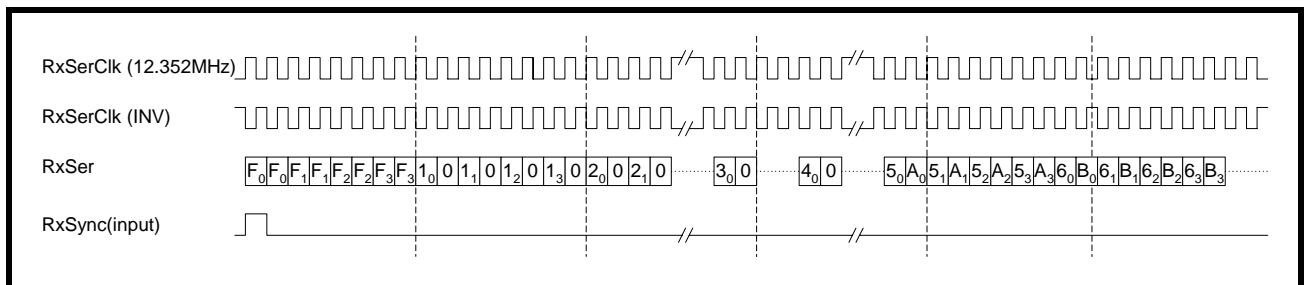 RxSerClk (12.352MHz)
RxSerClk (INV)
RxSer F₀ F₀ F₁ F₁ F₂ F₂ F₃ F₃ 1₀ 0 1₁ 0 1₂ 0 1₃ 0 2₀ 0 2₁ 0 3₀ 0 4₀ 0 5₀ A₀ 5₁ A₁ 5₂ A₂ 5₃ A₃ 6₀ B₀ 6₁ B₁ 6₂ B₂ 6₃ B₃
RxSync(input)